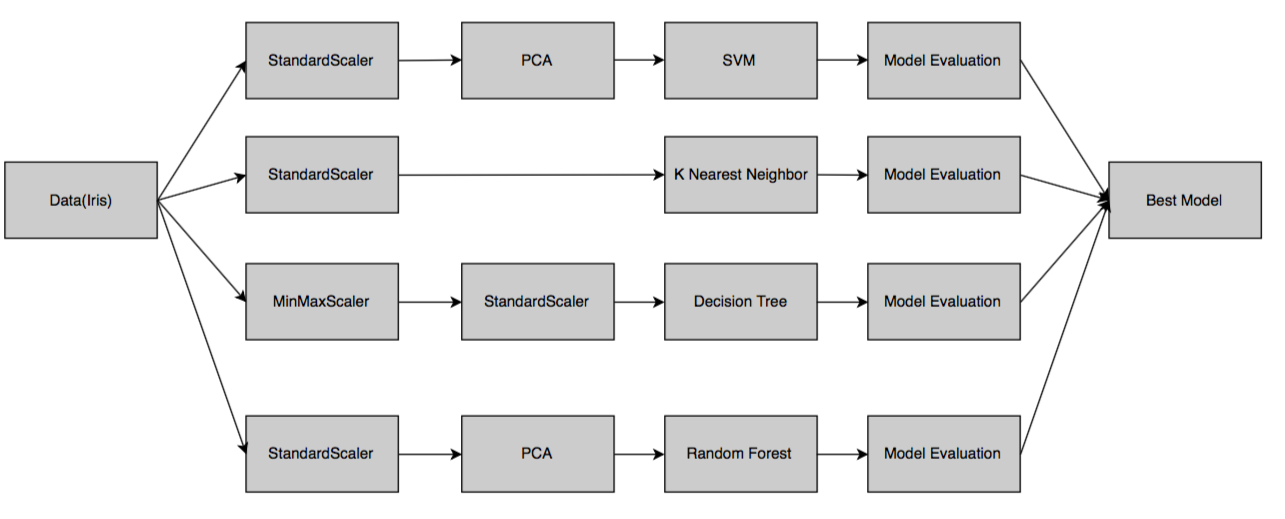 StandardScaler
PCA
SVM
Model Evaluation
StandardScaler
K Nearest Neighbor
Model Evaluation
Data(Iris)
Best Model
MinMaxScaler
StandardScaler
Decision Tree
Model Evaluation
StandardScaler
PCA
Random Forest
Model Evaluation